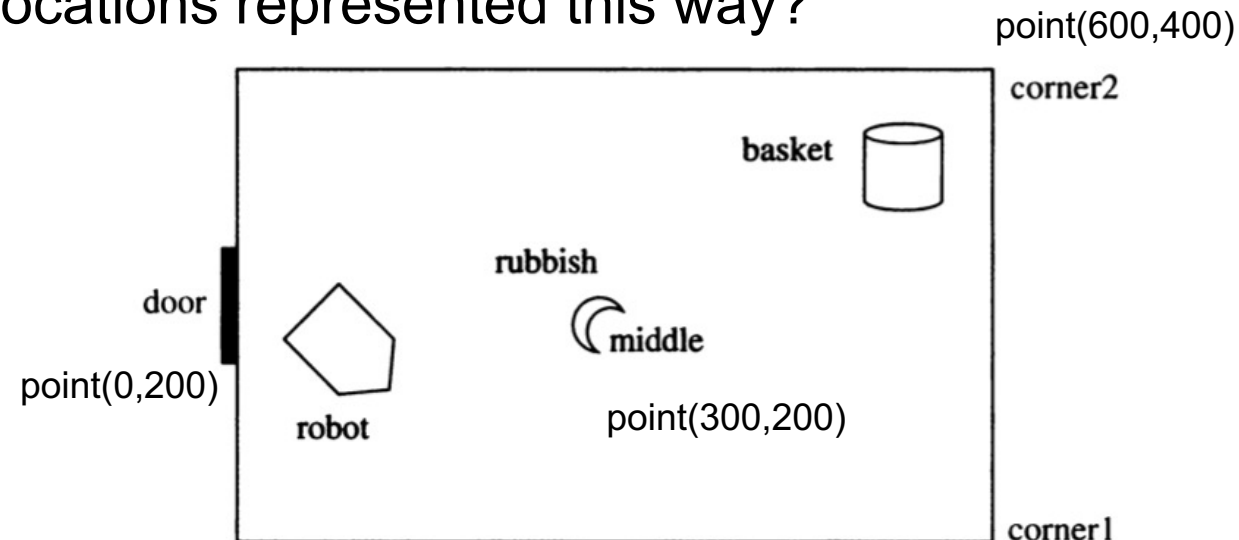 ocations represented this way?
point(600,400)
corner2
basket
rubbish
door
middle
point(0,200)
point(300,200)
robot
corner1